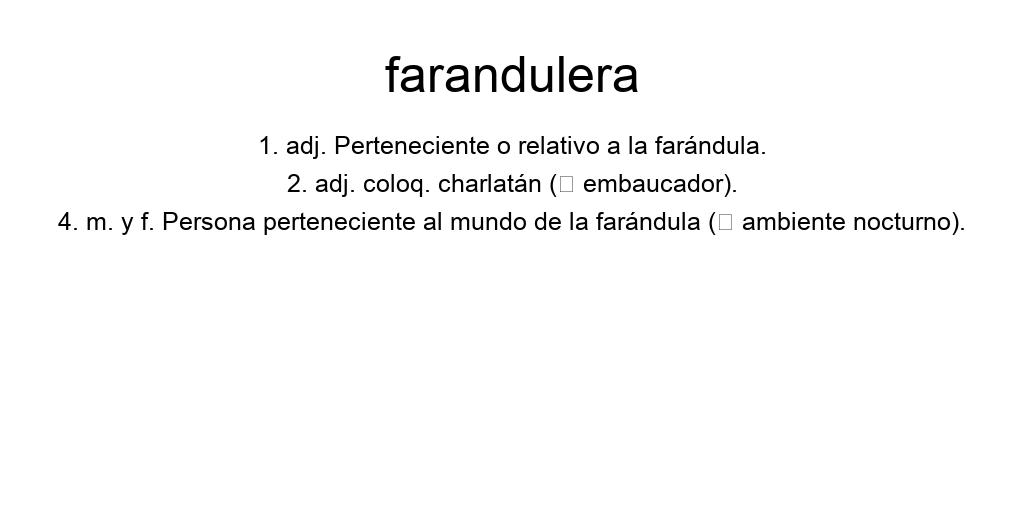 farandulera
1. adj. Perteneciente o relativo a la farándula.
2. adj. coloq. charlatán (□ embaucador).
4. m. y f. Persona perteneciente al mundo de la farándula (□ ambiente nocturno).